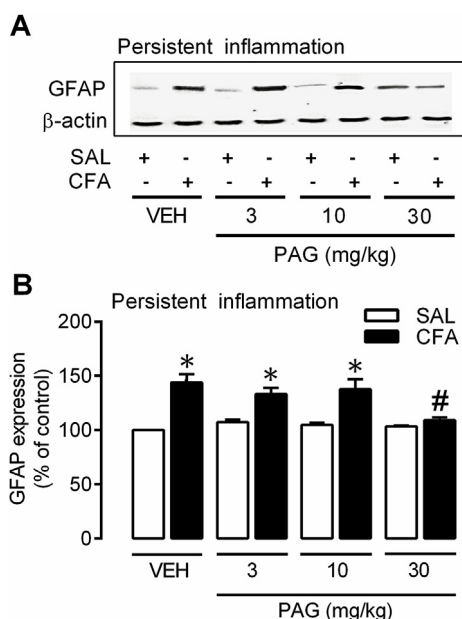 A
Persistent inflammation
GFAP
β-actin
SAL + - + - + - + -
CFA - + - + - + - +
VEH 3 10 30
PAG (mg/kg)
B
Persistent inflammation
SAL
CFA
GFAP expression
(% of control)
200
150
100
50
0
* * * #
VEH 3 10 30
PAG (mg/kg)